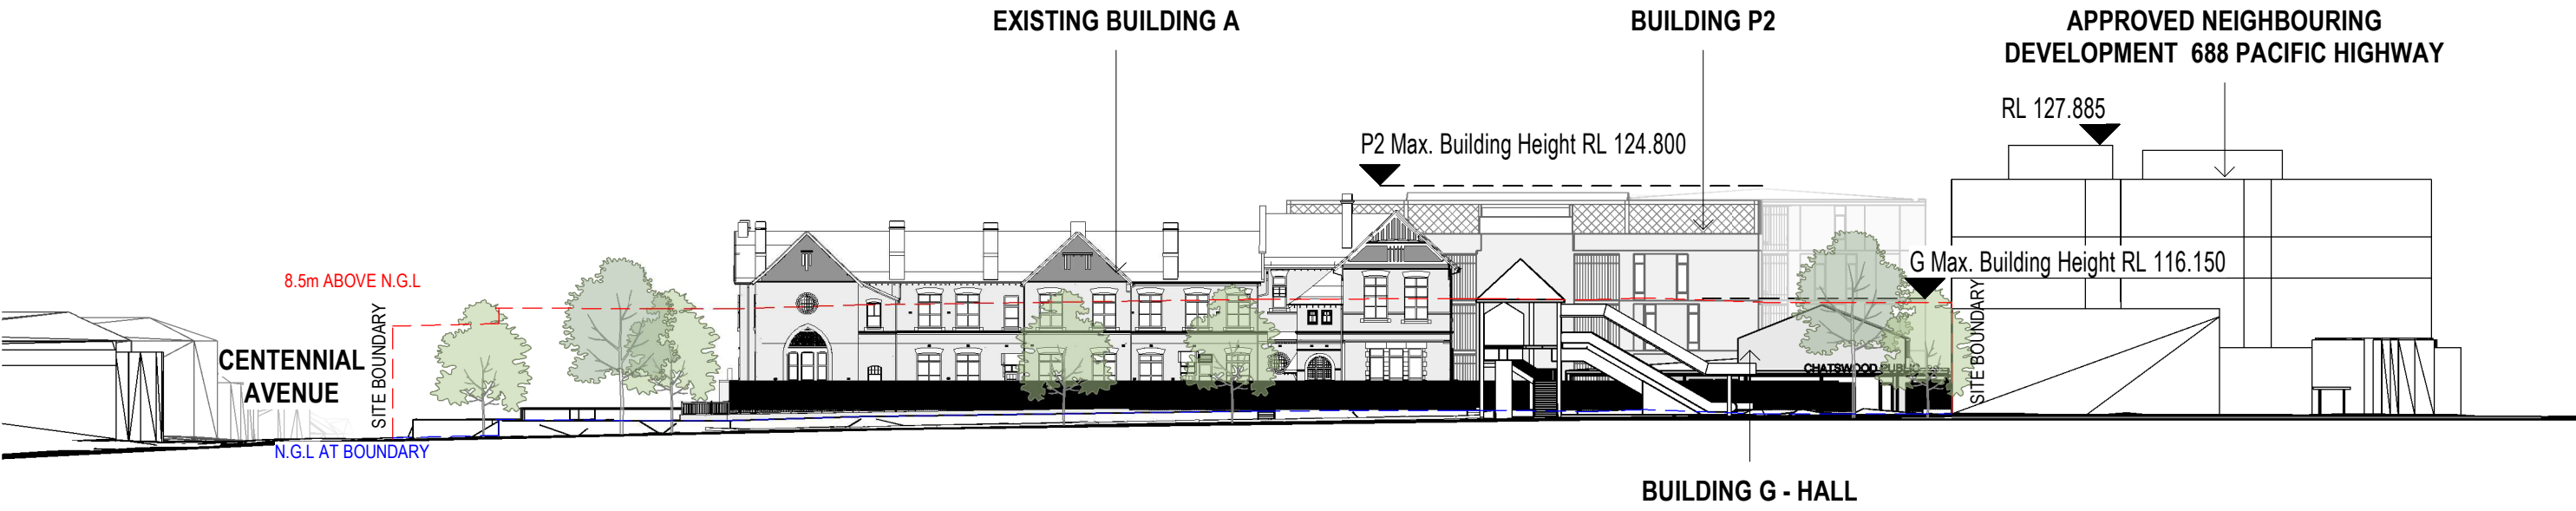 EXISTING BUILDING A
BUILDING P2
APPROVED NEIGHBOURING
DEVELOPMENT 688 PACIFIC HIGHWAY
RL 127.885
P2 Max. Building Height RL 124.800
G Max. Building Height RL 116.150
8.5m ABOVE N.G.L
SITE BOUNDARY
CENTENNIAL
AVENUE
SITE BOUNDARY
CHATSWOOD PUBLIC
N.G.L AT BOUNDARY
BUILDING G - HALL